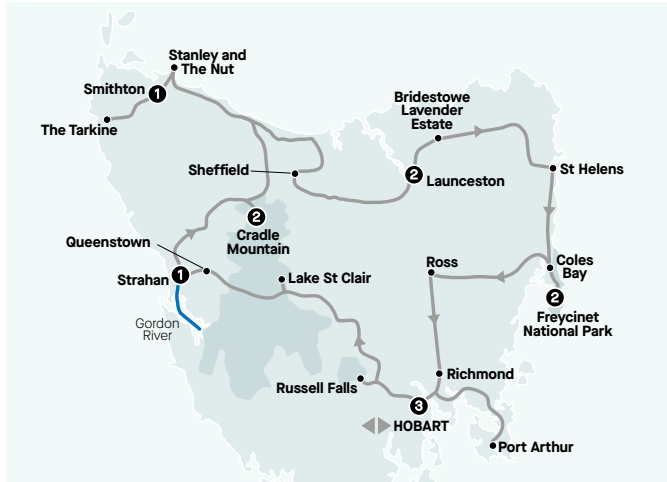 Stanley and
The Nut
Smithton
1
The Tarkine
Bridestowe
Lavender
Estate
Sheffield
2
Launceston
St Helens
2
Cradle
Mountain
Queenstown
Strahan
1
Lake St Clair
Ross
Coles
Bay
2
Freycinet
National Park
Gordon
River
Russell Falls
Richmond
3
HOBART
Port Arthur